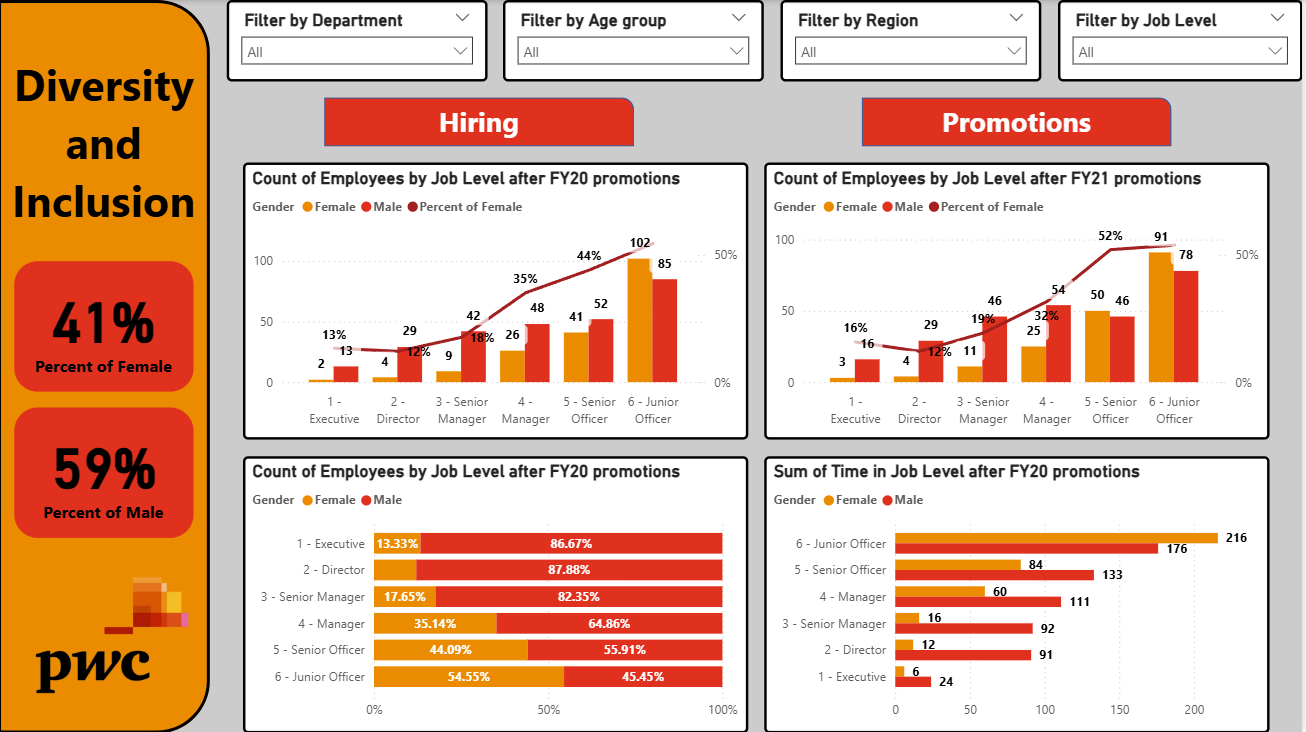 Diversity
and
Inclusion
41%
Percent of Female
59%
Percent of Male
pwc
Filter by Department
All
Filter by Age group
All
Filter by Region
All
Filter by Job Level
All
Hiring
Promotions
Count of Employees by Job Level after FY20 promotions
Gender Female Male Percent of Female
102
44% 50%
100 85
35%
42 48 52
50 41
13% 29 18% 26
13 12% 9
2 4
0 0%
1 - 2 - 3 - Senior 4 - 5 - Senior 6 - Junior
Executive Director Manager Manager Officer Officer
Count of Employees by Job Level after FY21 promotions
Gender Female Male Percent of Female
100 52% 91
78 50%
54
46 50 46
50 16% 29 19% 32%
16 12% 11 25
3 4
0 0%
1 - 2 - 3 - Senior 4 - 5 - Senior 6 - Junior
Executive Director Manager Manager Officer Officer
Count of Employees by Job Level after FY20 promotions
Gender Female Male
1 - Executive 13.33% 86.67%
2 - Director 87.88%
3 - Senior Manager 17.65% 82.35%
4 - Manager 35.14% 64.86%
5 - Senior Officer 44.09% 55.91%
6 - Junior Officer 54.55% 45.45%
0% 50% 100%
Sum of Time in Job Level after FY20 promotions
Gender Female Male
6 - Junior Officer 216
176
5 - Senior Officer 84
133
4 - Manager 60
111
3 - Senior Manager 16
92
2 - Director 12
91
1 - Executive 6
24
0 50 100 150 200